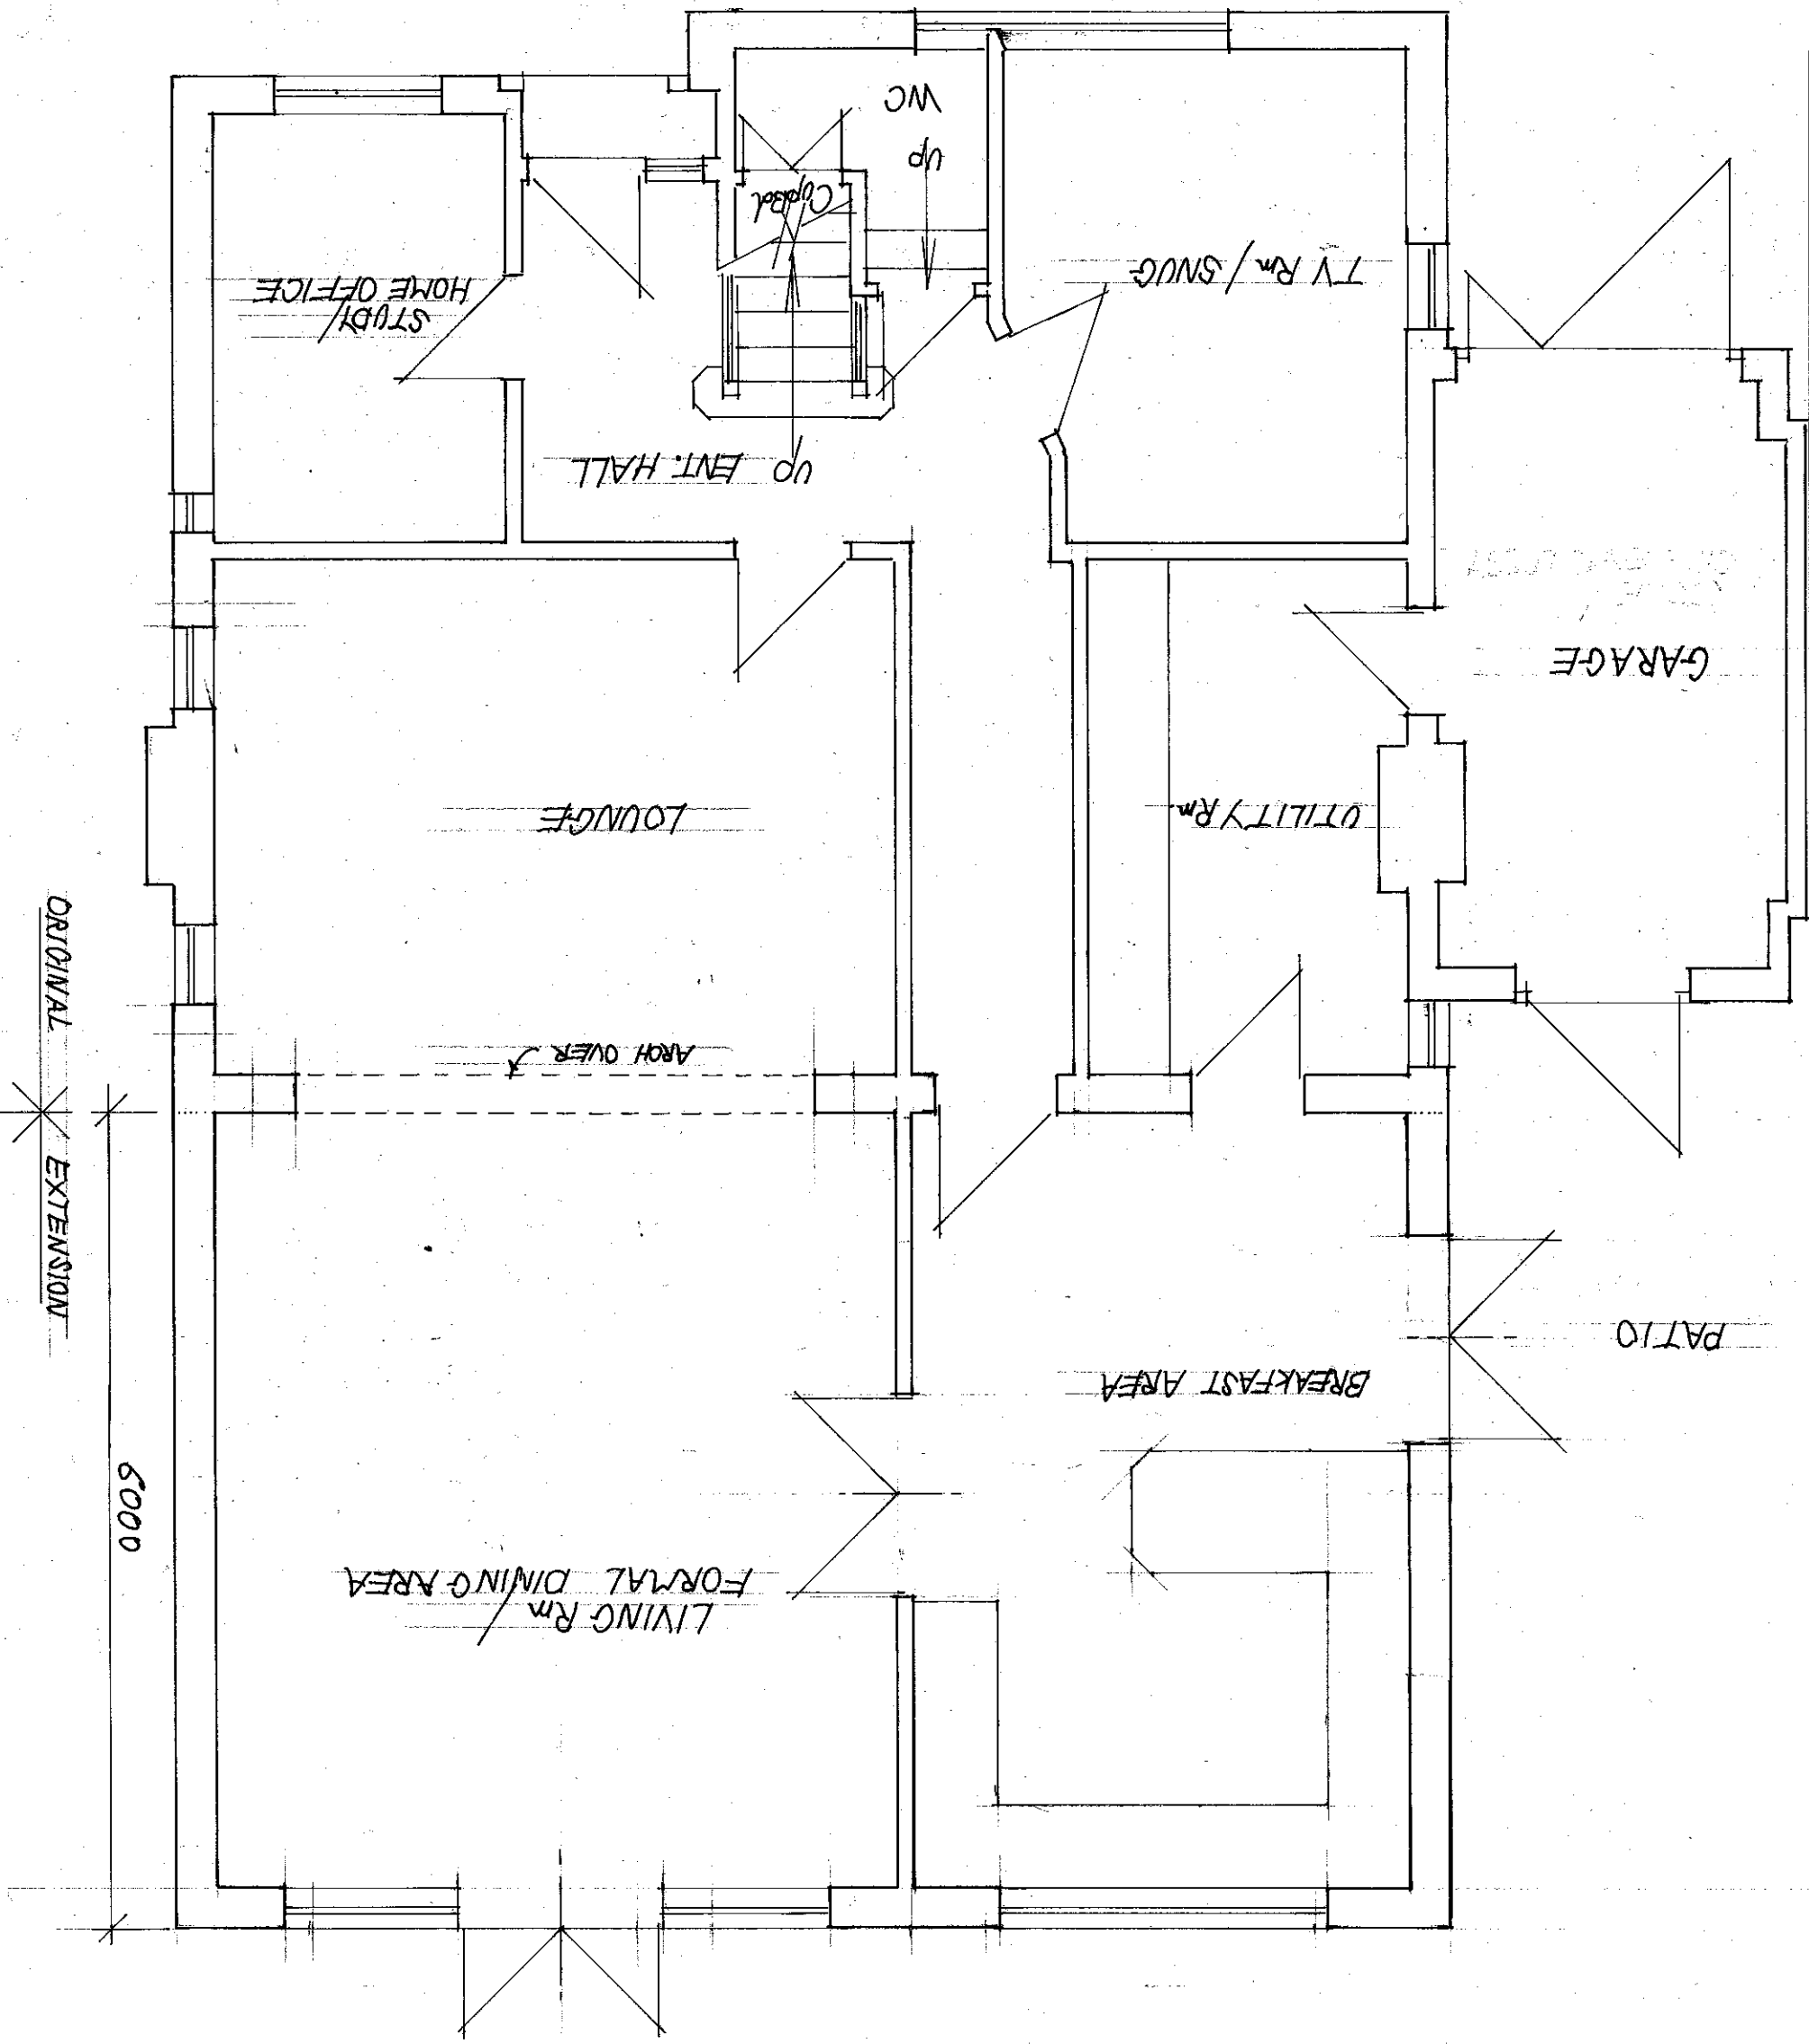 LIVING Rm/
FORMAL DINING AREA
BREAKFAST AREA
PATIO
6000
EXTENSION
ORIGINAL
ARCH OVER
LOUNGE
UTILITY Rm
GARAGE
UP
ENT. HALL
STUDY/
HOME OFFICE
TV Rm/SNUG
CupBd
UP
WC